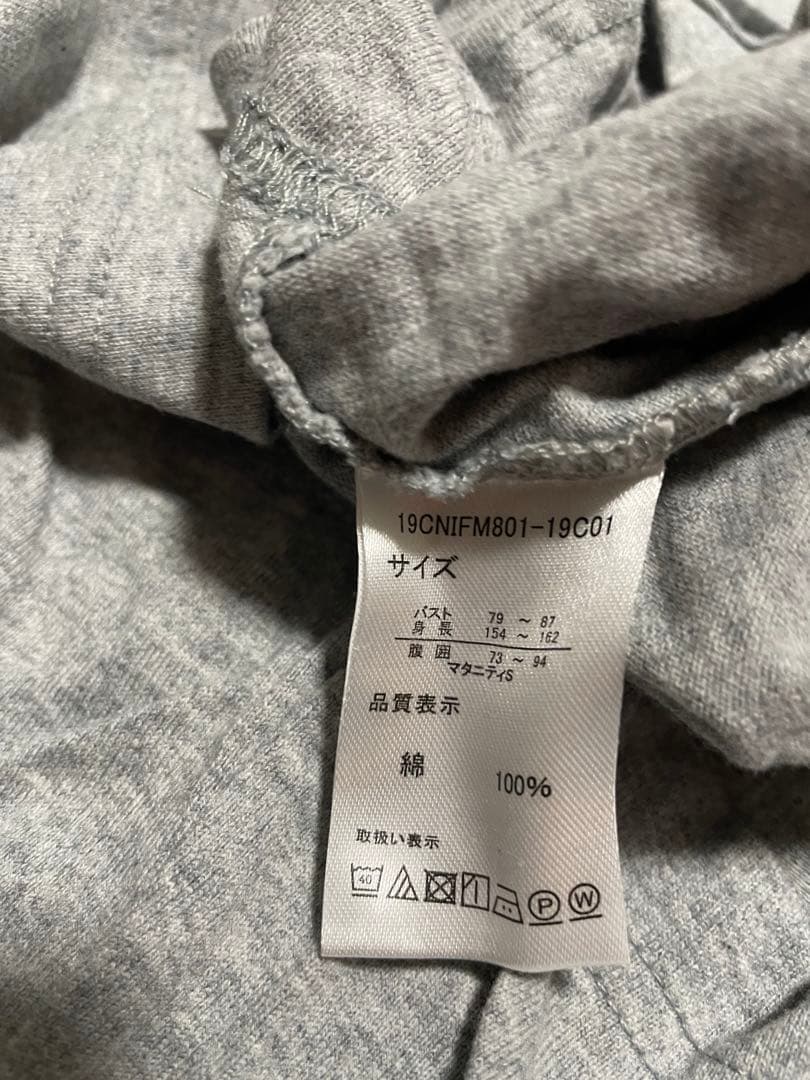 19CNIFM801-19C01
サイズ
バスト 79 ～ 87
身長 154 ～ 162
腹囲 73 ～ 94
マタニティS
品質表示
綿 100%
取扱い表示
40 P W